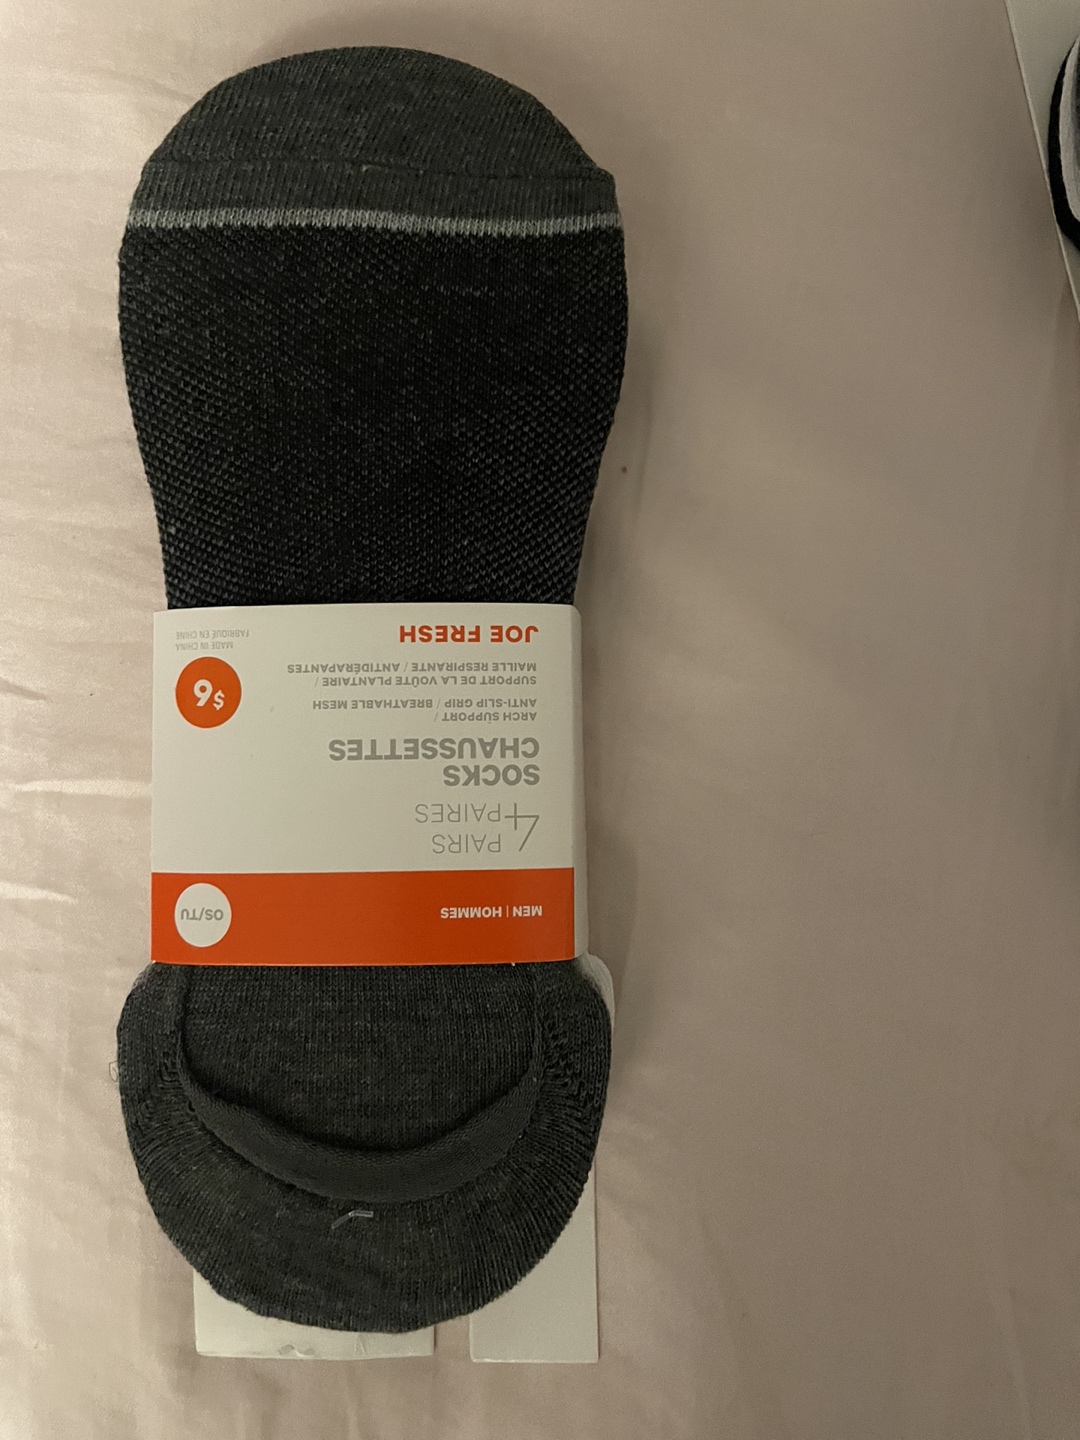 MEN | HOMMES
OS/TU
4 PAIRS
PAIRES
SOCKS
CHAUSSETTES
ARCH SUPPORT /
ANTI-SLIP GRIP / BREATHABLE MESH
SUPPORT DE LA VOÛTE PLANTAIRE /
MAILLE RESPIRANTE / ANTIDÉRAPANTES
$6
JOE FRESH
MADE IN CHINA
FABRIQUÉ EN CHINE